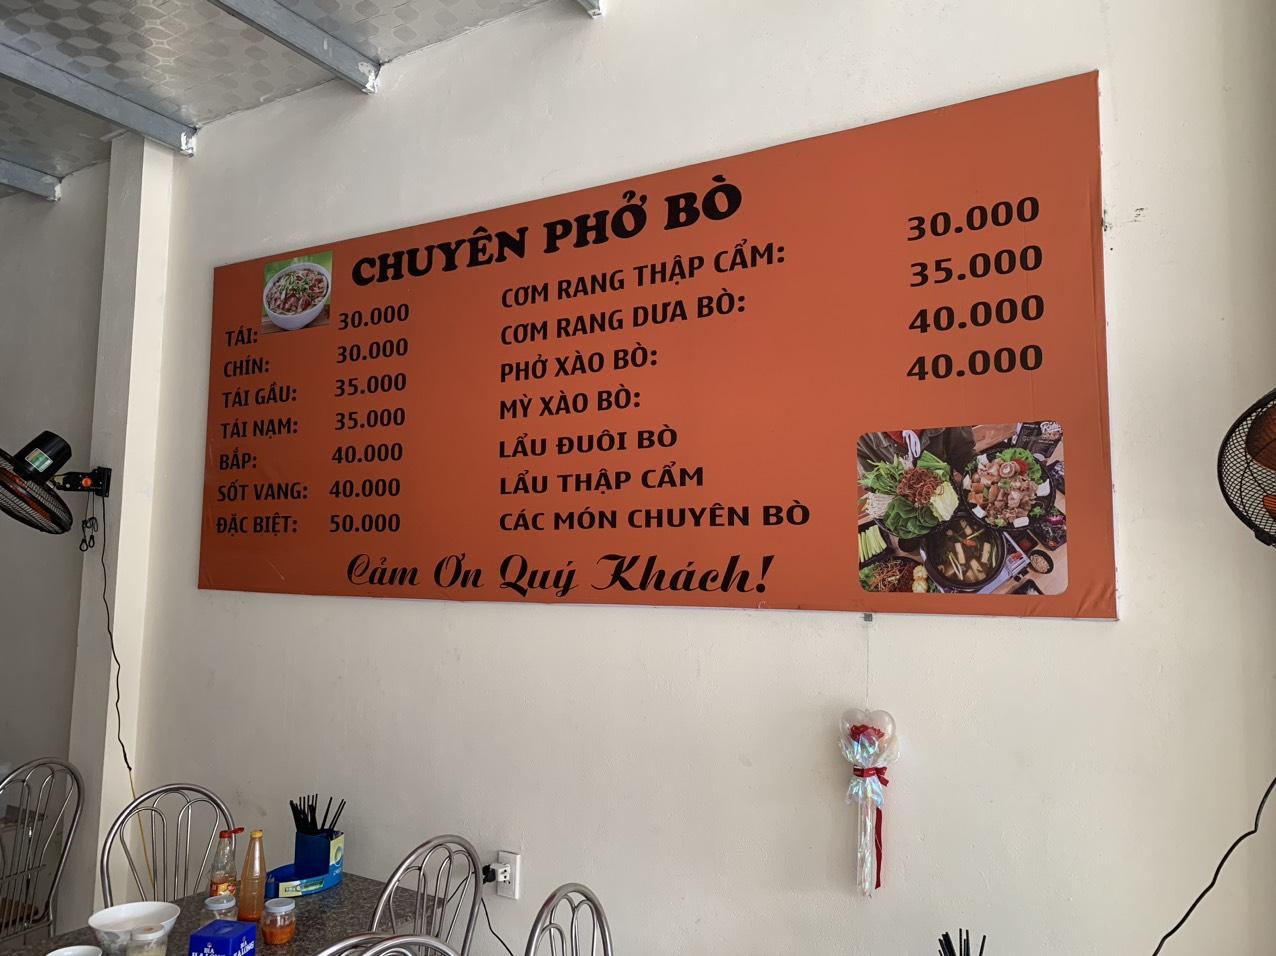 CHUYÊN PHỞ BÒ
TÁI: 30.000
CHÍN: 30.000
TÁI GẦU: 35.000
TÁI NẠM: 35.000
BẮP: 40.000
SỐT VANG: 40.000
ĐẶC BIỆT: 50.000
CƠM RANG THẬP CẨM: 30.000
CƠM RANG DƯA BÒ: 35.000
PHỞ XÀO BÒ: 40.000
MỲ XÀO BÒ: 40.000
LẨU ĐUÔI BÒ
LẨU THẬP CẨM
CÁC MÓN CHUYÊN BÒ
Cảm Ơn Quý Khách!
BIA